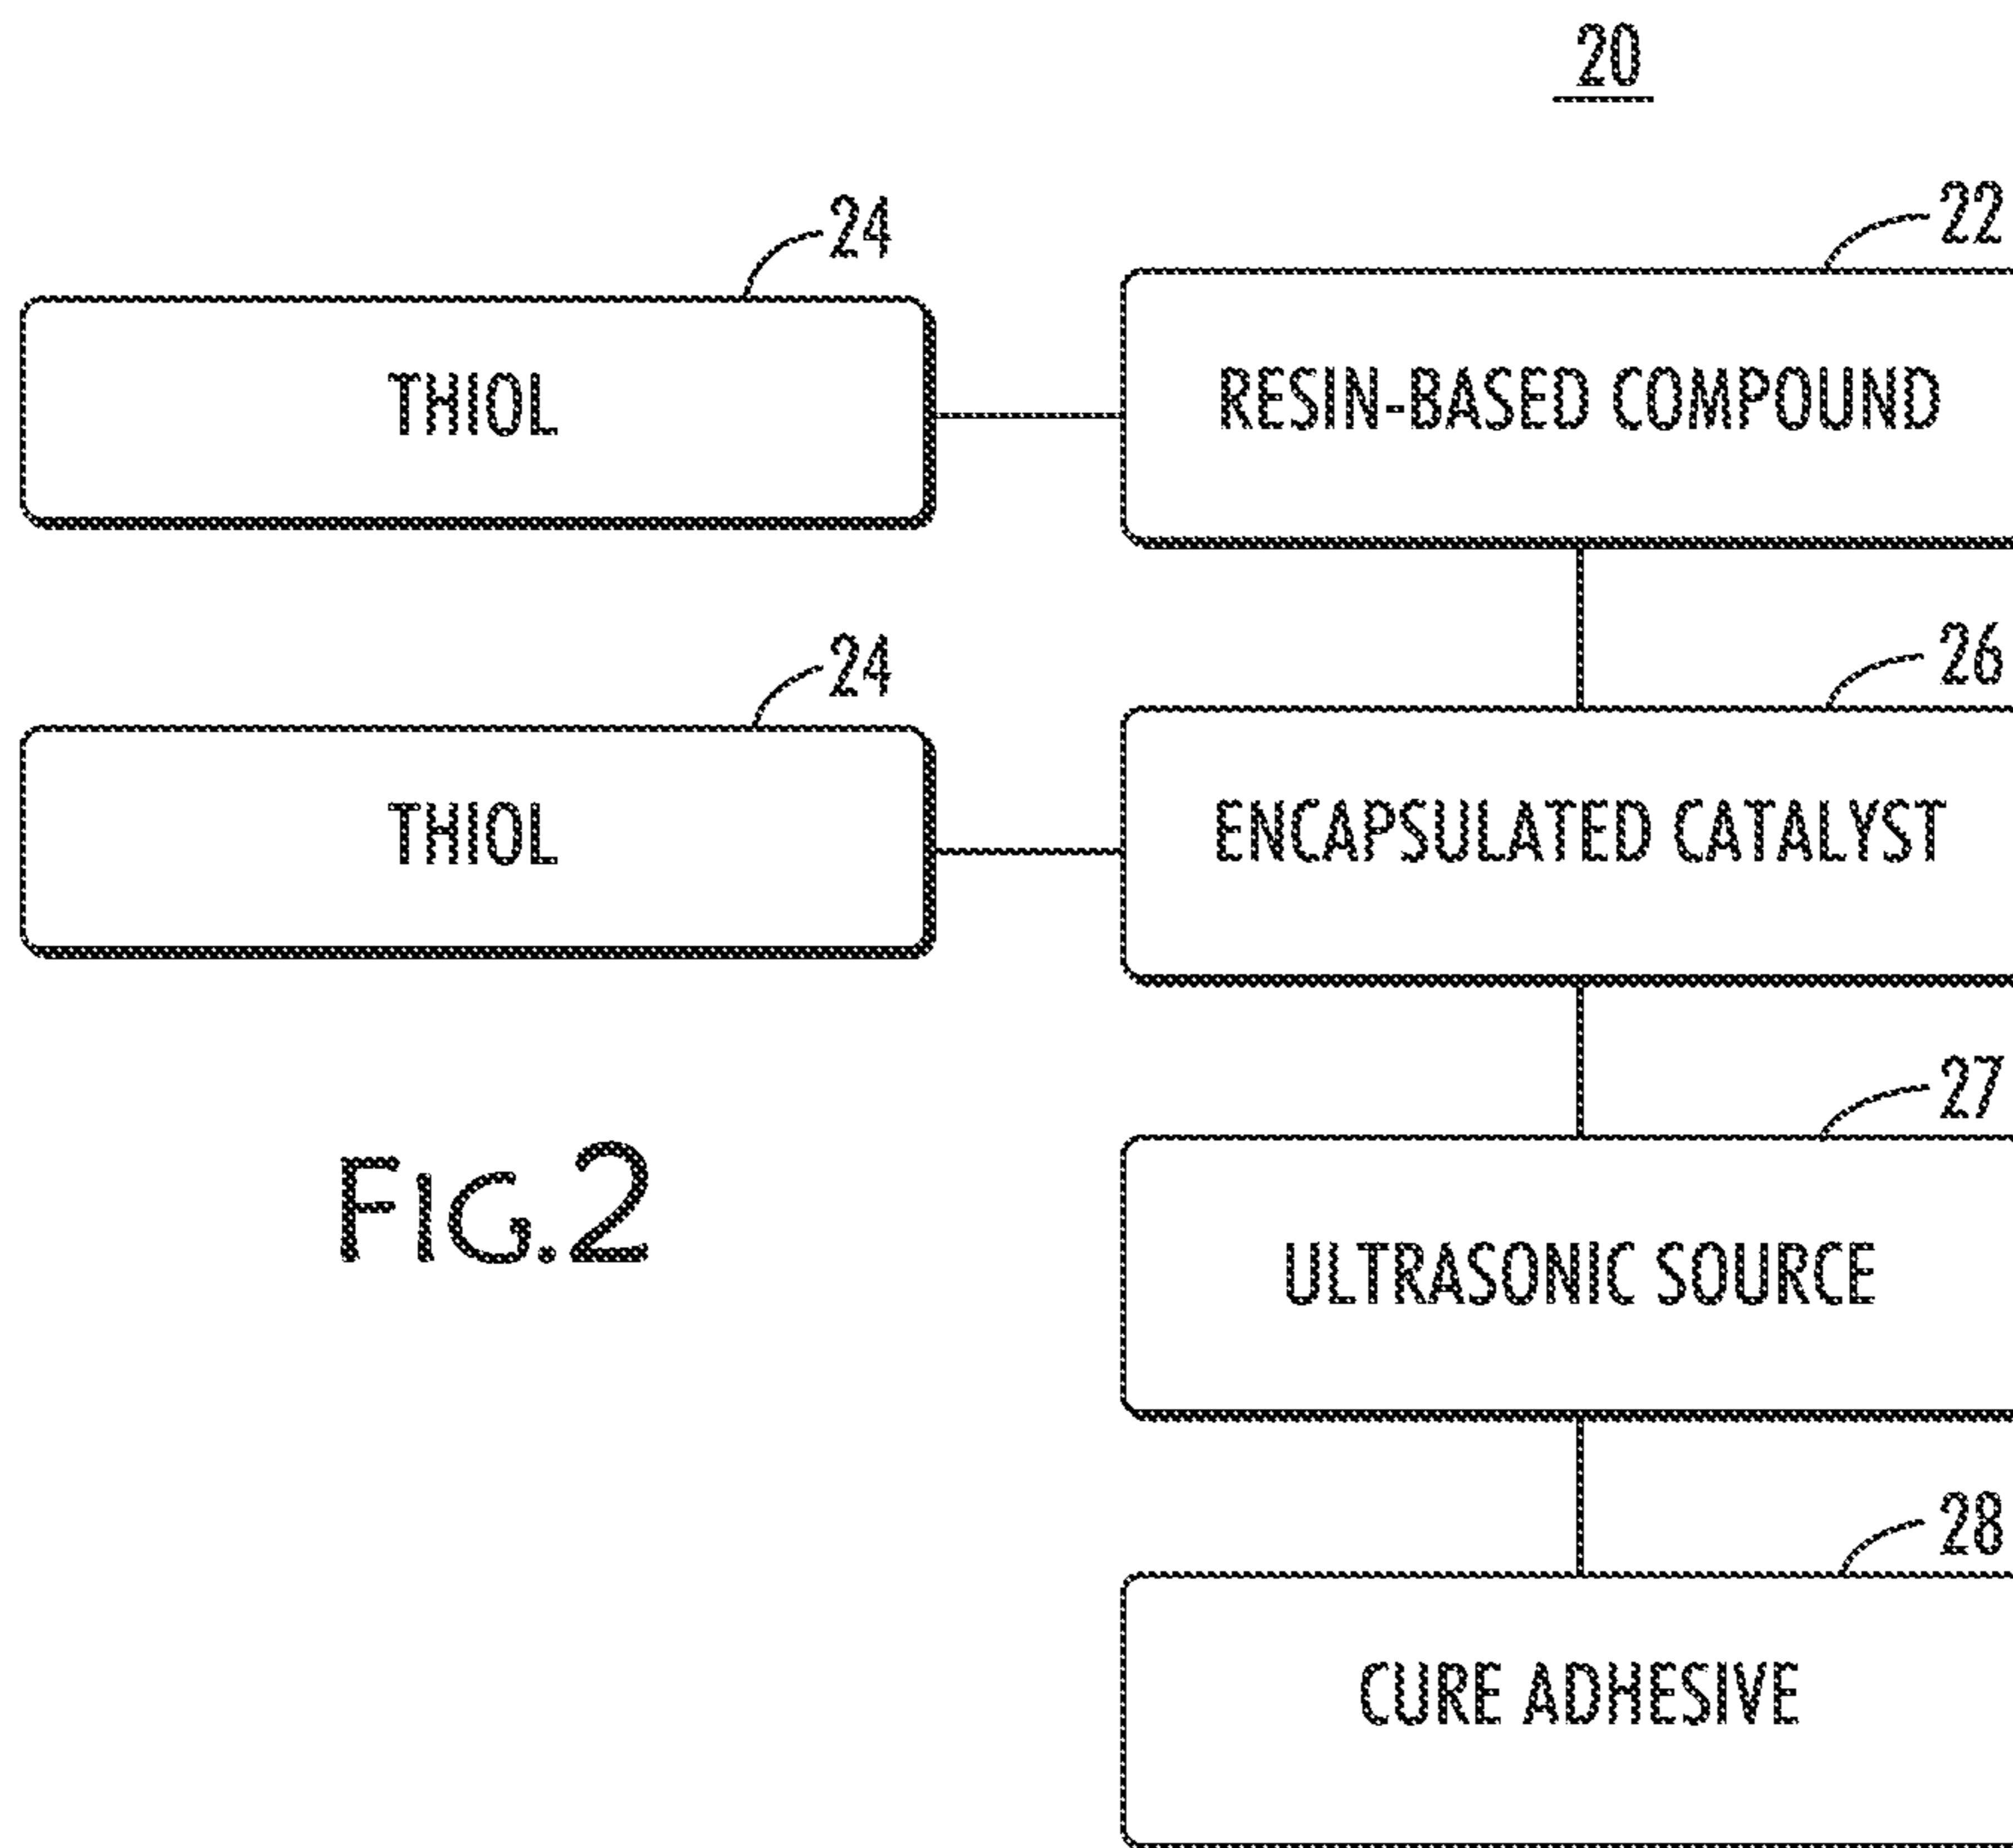 20
24
22
THIOL
RESIN-BASED COMPOUND
24
26
THIOL
ENCAPSULATED CATALYST
27
FIG.2
ULTRASONIC SOURCE
28
CURE ADHESIVE